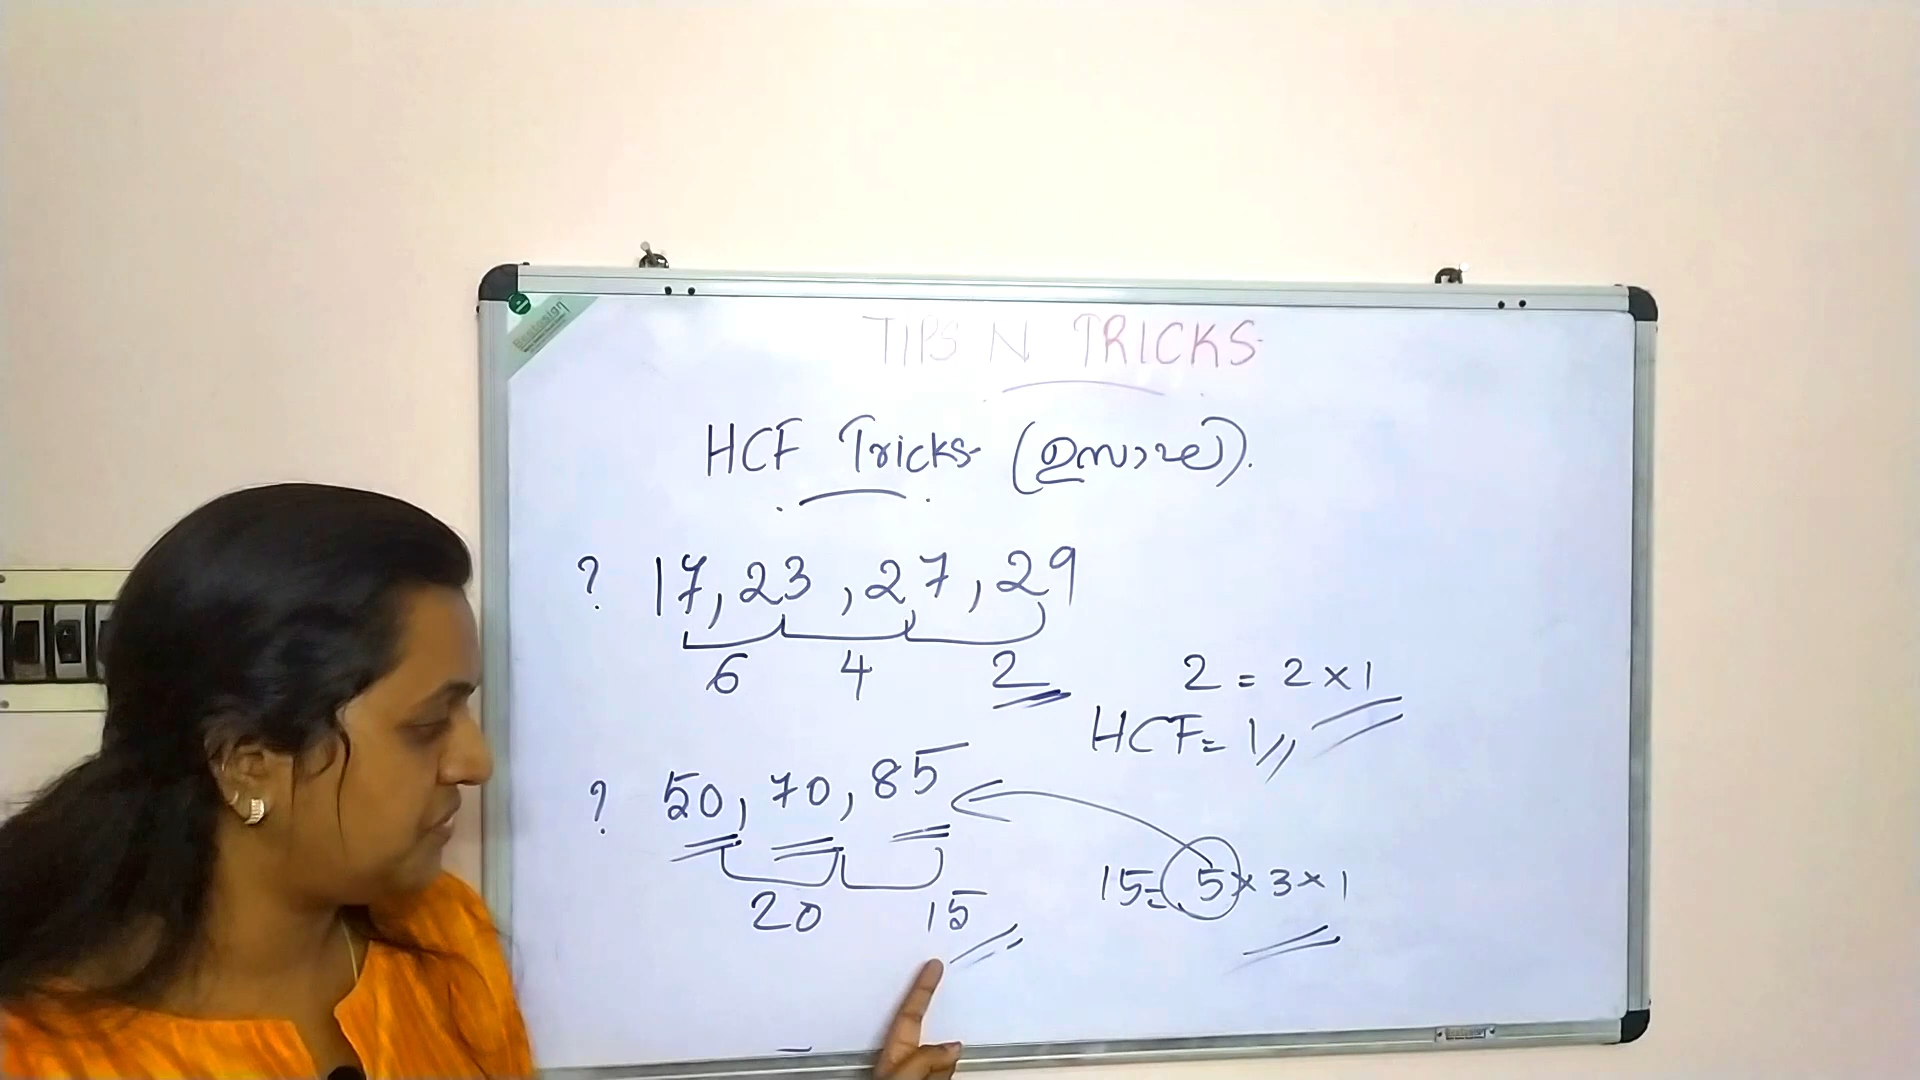 TIPS N TRICKS
HCF Tricks (ഉസാഘ).
? 17, 23, 27, 29
6 4 2
2 = 2 × 1
HCF = 1
? 50, 70, 85
15 = 5 × 3 × 1
20 15